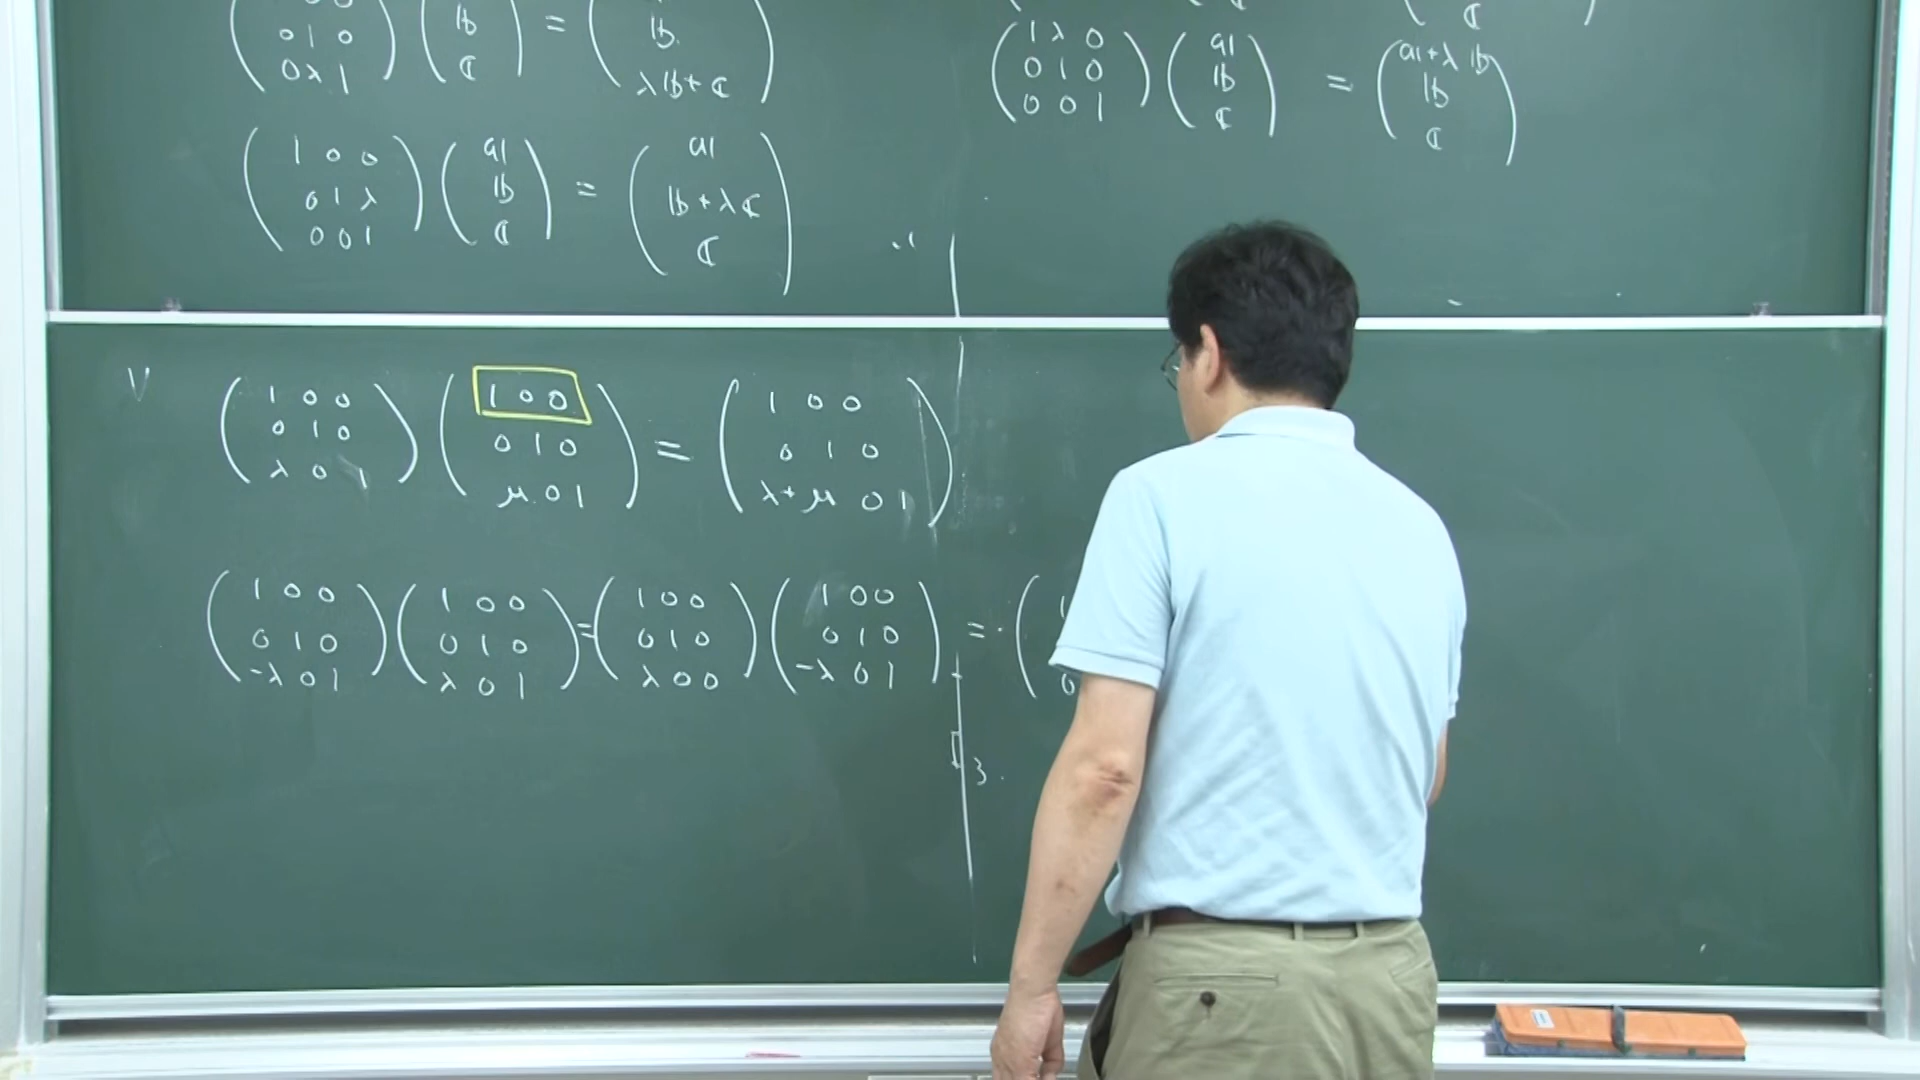 ( 0 1 0 / 0 λ 1 ) ( 𝕓 / 𝕔 ) = ( 𝕓 / λ𝕓 + 𝕔 )
( 1 0 0 / 0 1 λ / 0 0 1 ) ( 𝕒 / 𝕓 / 𝕔 ) = ( 𝕒 / 𝕓 + λ𝕔 / 𝕔 )
( 1 λ 0 / 0 1 0 / 0 0 1 ) ( 𝕒 / 𝕓 / 𝕔 ) = ( 𝕒 + λ𝕓 / 𝕓 / 𝕔 )
V ( 1 0 0 / 0 1 0 / λ 0 1 ) ( 1 0 0 / 0 1 0 / μ 0 1 ) = ( 1 0 0 / 0 1 0 / λ+μ 0 1 )
( 1 0 0 / 0 1 0 / -λ 0 1 ) ( 1 0 0 / 0 1 0 / λ 0 1 ) = ( 1 0 0 / 0 1 0 / λ 0 0 ) ( 1 0 0 / 0 1 0 / -λ 0 1 ) = (